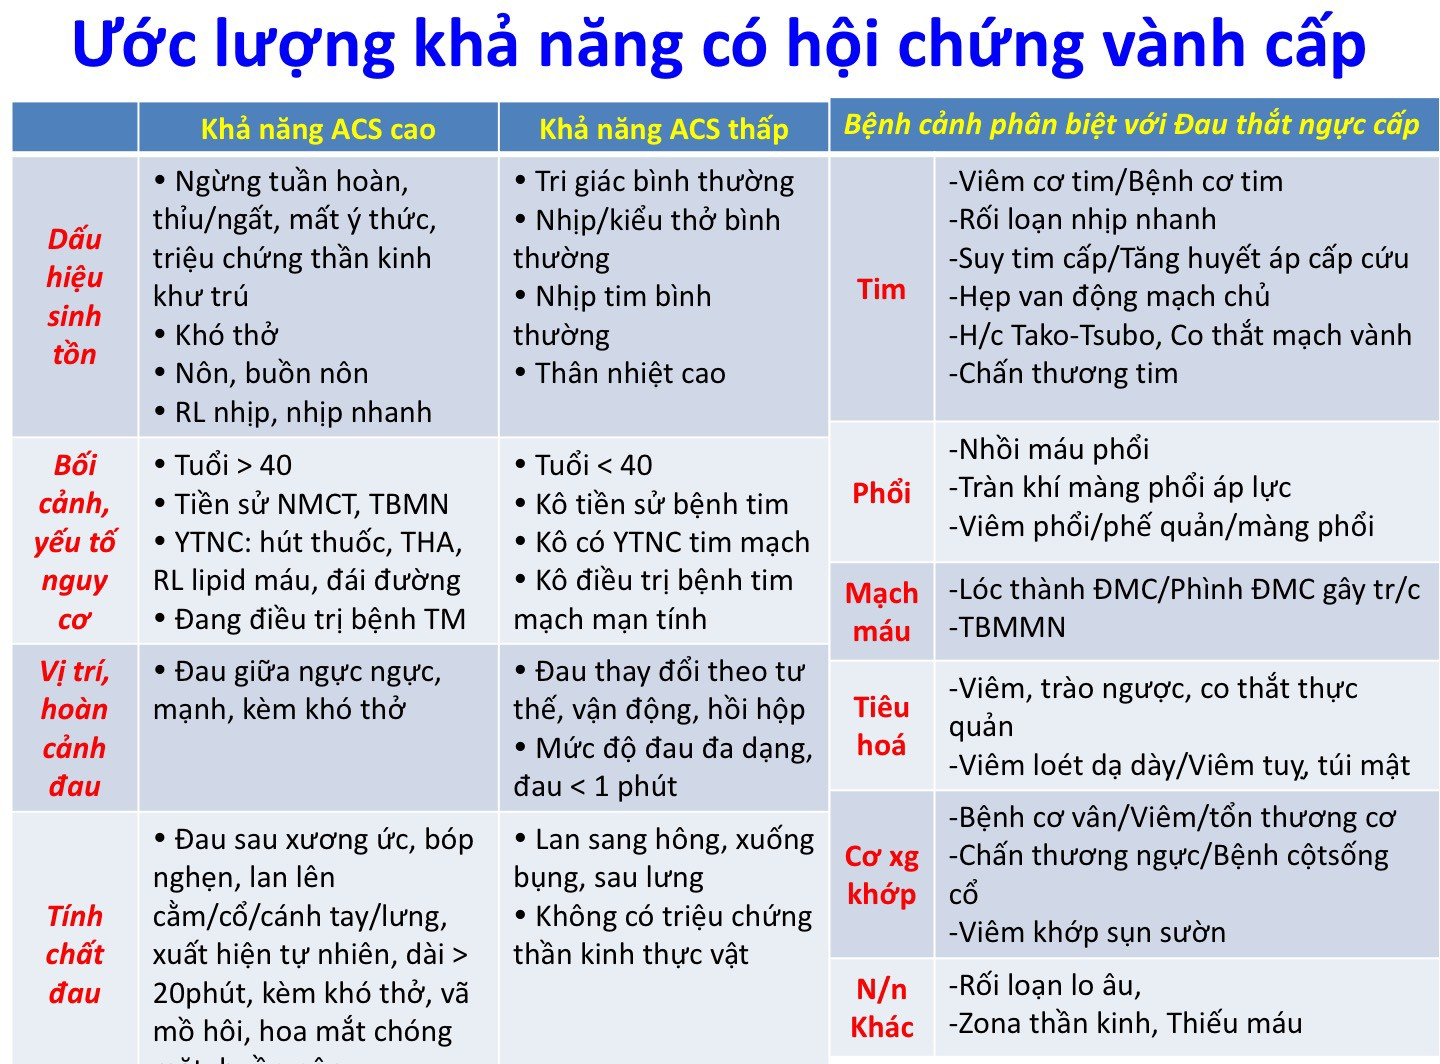 Ước lượng khả năng có hội chứng vành cấp
Khả năng ACS cao
Khả năng ACS thấp
Dấu
hiệu
sinh
tồn
• Ngừng tuần hoàn,
thỉu/ngất, mất ý thức,
triệu chứng thần kinh
khư trú
• Khó thở
• Nôn, buồn nôn
• RL nhịp, nhịp nhanh
• Tri giác bình thường
• Nhịp/kiểu thở bình
thường
• Nhịp tim bình
thường
• Thân nhiệt cao
Bối
cảnh,
yếu tố
nguy
cơ
• Tuổi > 40
• Tiền sử NMCT, TBMN
• YTNC: hút thuốc, THA,
RL lipid máu, đái đường
• Đang điều trị bệnh TM
• Tuổi < 40
• Kô tiền sử bệnh tim
• Kô có YTNC tim mạch
• Kô điều trị bệnh tim
mạch mạn tính
Vị trí,
hoàn
cảnh
đau
• Đau giữa ngực ngực,
mạnh, kèm khó thở
• Đau thay đổi theo tư
thế, vận động, hồi hộp
• Mức độ đau đa dạng,
đau < 1 phút
Tính
chất
đau
• Đau sau xương ức, bóp
nghẹn, lan lên
cằm/cổ/cánh tay/lưng,
xuất hiện tự nhiên, dài >
20phút, kèm khó thở, vã
mồ hôi, hoa mắt chóng
• Lan sang hông, xuống
bụng, sau lưng
• Không có triệu chứng
thần kinh thực vật
Bệnh cảnh phân biệt với Đau thắt ngực cấp
Tim
-Viêm cơ tim/Bệnh cơ tim
-Rối loạn nhịp nhanh
-Suy tim cấp/Tăng huyết áp cấp cứu
-Hẹp van động mạch chủ
-H/c Tako-Tsubo, Co thắt mạch vành
-Chấn thương tim
Phổi
-Nhồi máu phổi
-Tràn khí màng phổi áp lực
-Viêm phổi/phế quản/màng phổi
Mạch
máu
-Lóc thành ĐMC/Phình ĐMC gây tr/c
-TBMMN
Tiêu
hoá
-Viêm, trào ngược, co thắt thực
quản
-Viêm loét dạ dày/Viêm tuỵ, túi mật
Cơ xg
khớp
-Bệnh cơ vân/Viêm/tổn thương cơ
-Chấn thương ngực/Bệnh cộtsống
cổ
-Viêm khớp sụn sườn
N/n
Khác
-Rối loạn lo âu,
-Zona thần kinh, Thiếu máu